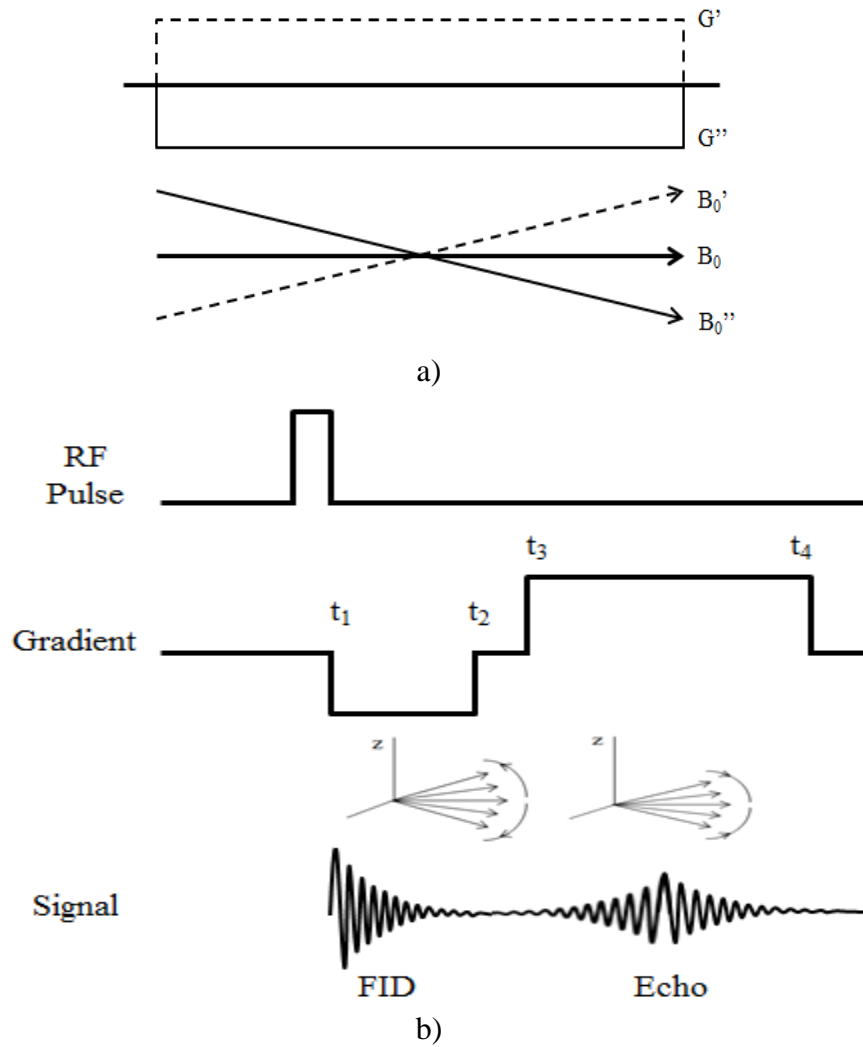 G’
G’’
B₀’
B₀
B₀’’
a)
RF
Pulse
t₃
t₄
t₁
t₂
Gradient
z
z
Signal
FID
Echo
b)